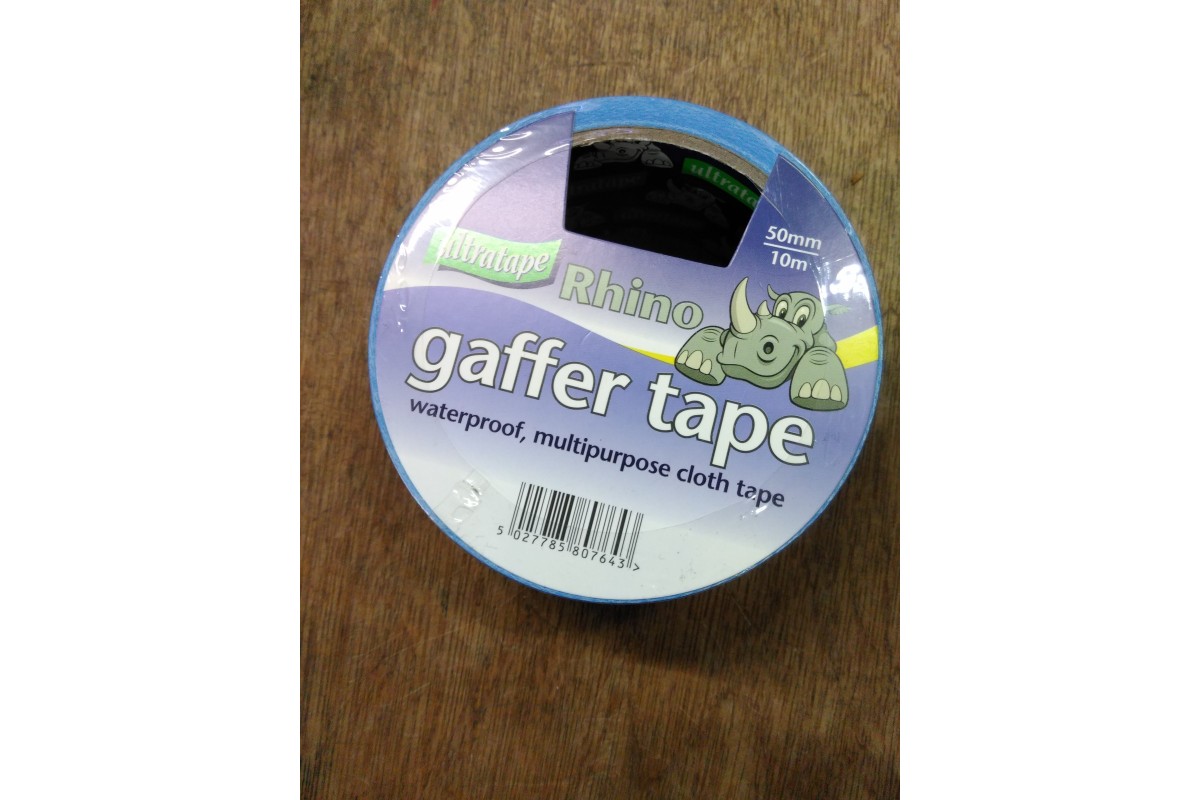 ultratape
50mm
10m
ultratape
Rhino
gaffer tape
waterproof, multipurpose cloth tape
5 027785 807643 >